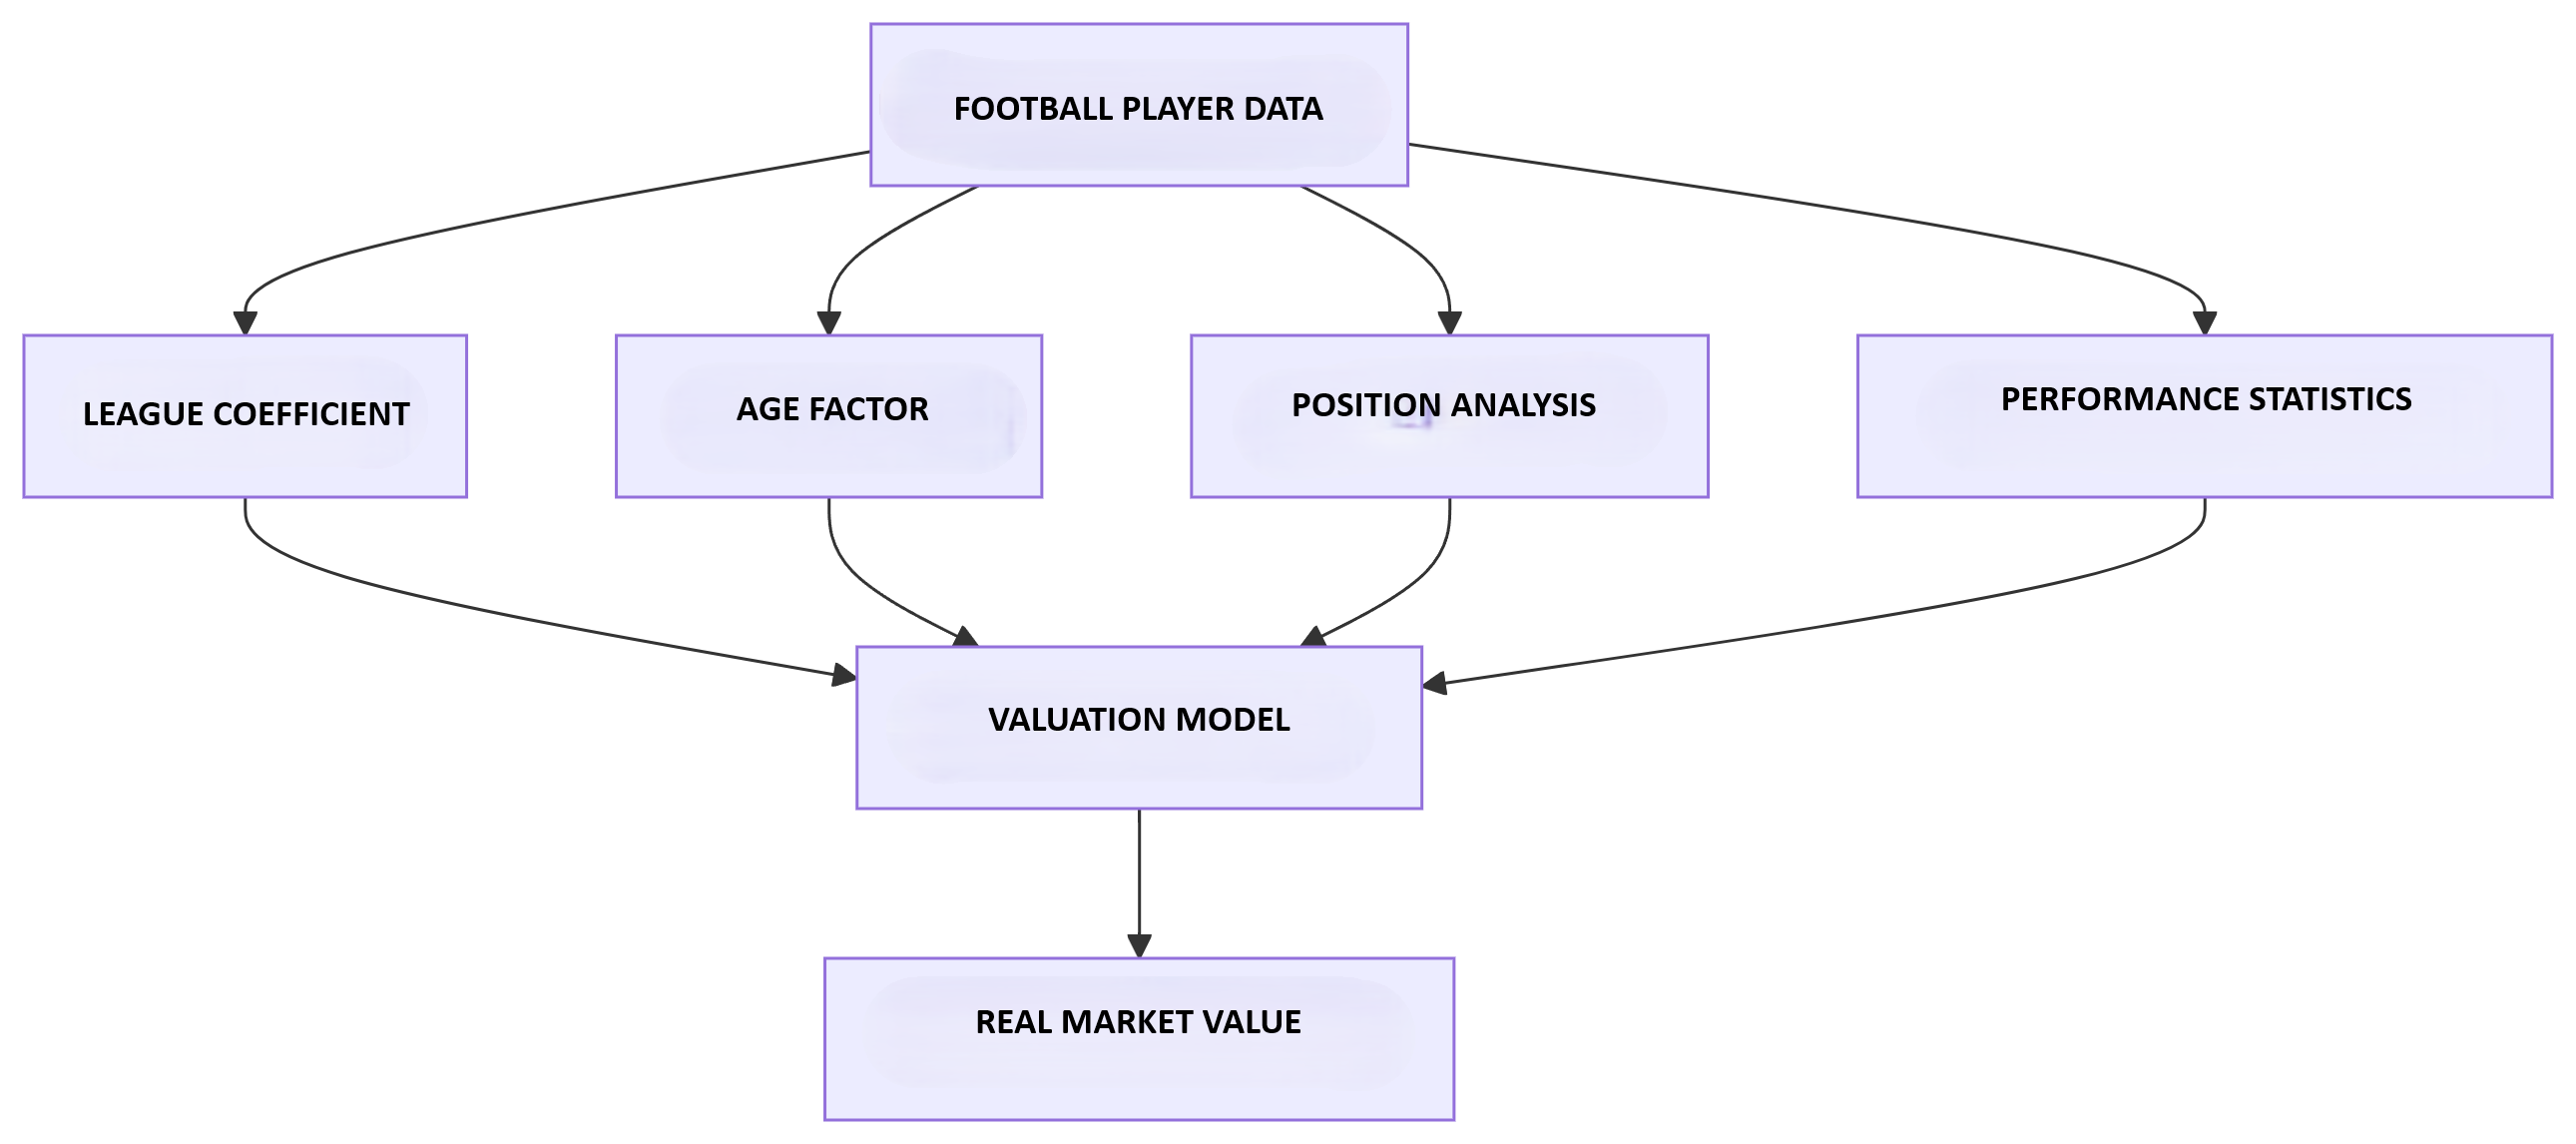 FOOTBALL PLAYER DATA
LEAGUE COEFFICIENT
AGE FACTOR
POSITION ANALYSIS
PERFORMANCE STATISTICS
VALUATION MODEL
REAL MARKET VALUE